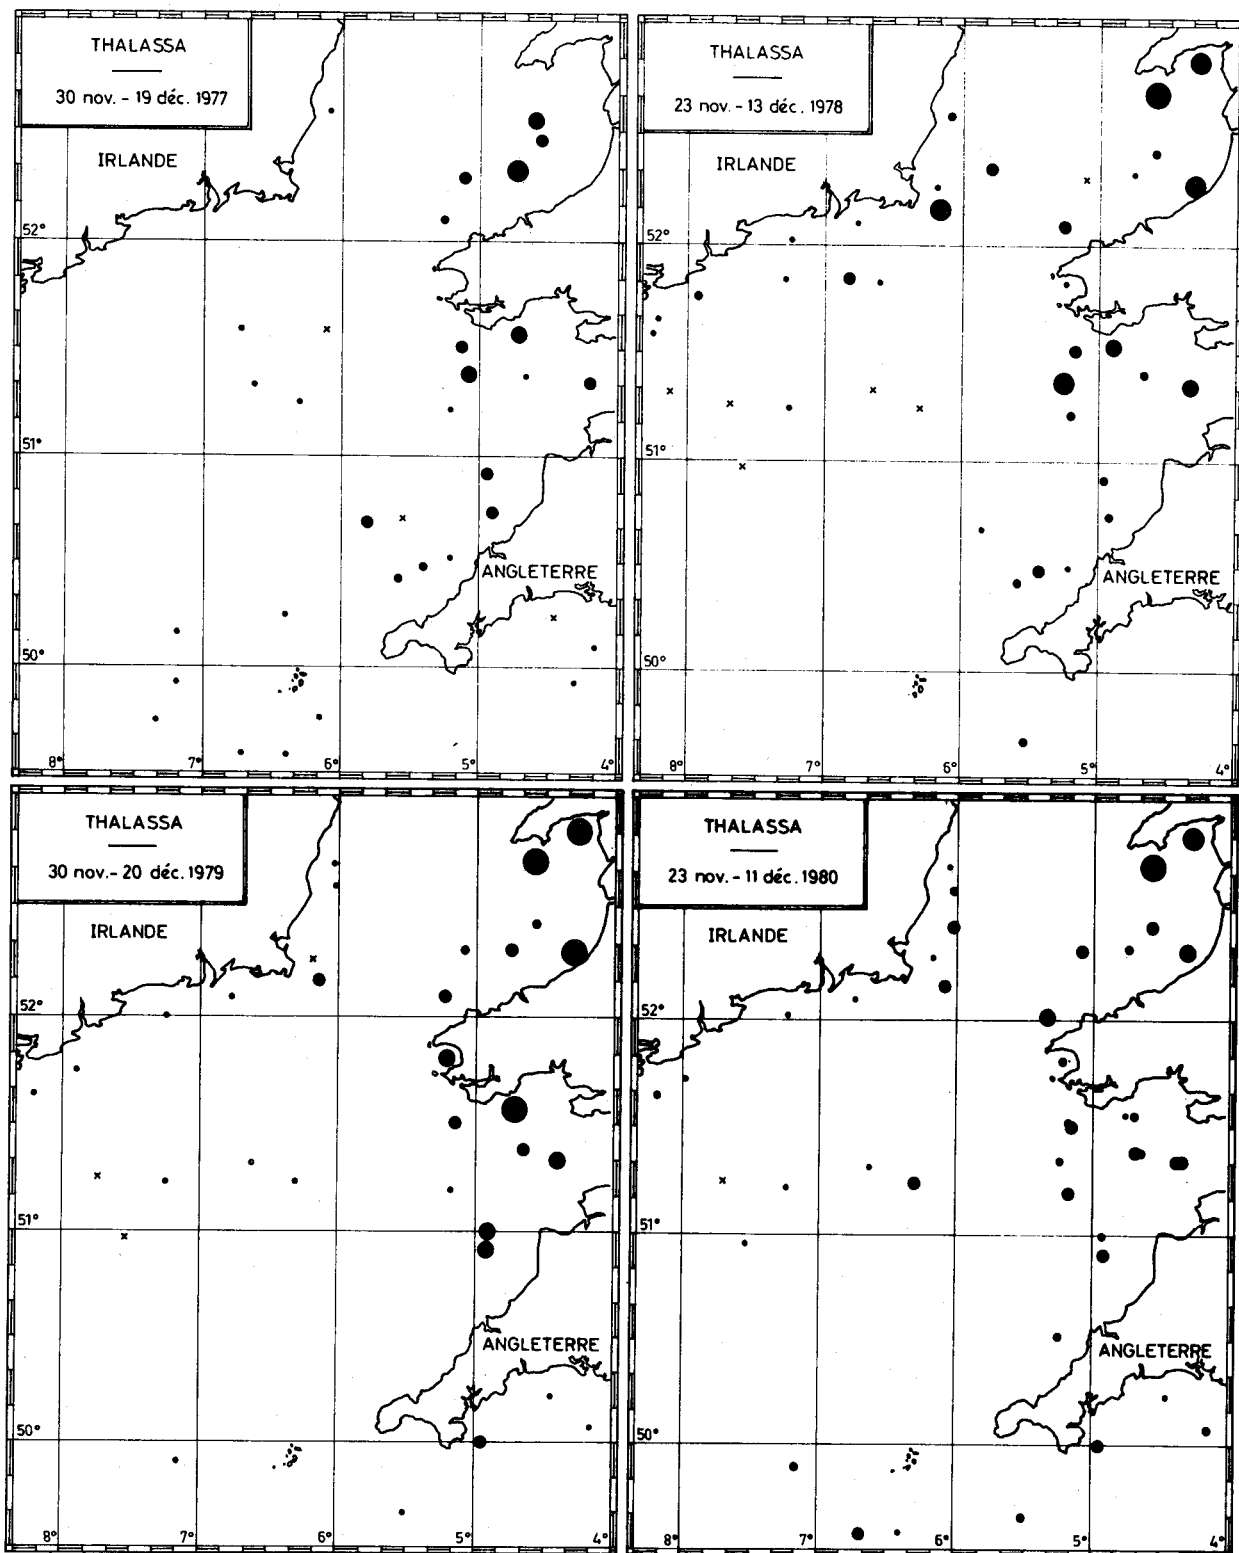 THALASSA
30 nov. - 19 déc. 1977
IRLANDE
52°
51°
ANGLETERRE
50°
8°
7°
6°
5°
4°
THALASSA
23 nov. - 13 déc. 1978
IRLANDE
52°
51°
ANGLETERRE
50°
8°
7°
6°
5°
4°
THALASSA
30 nov. - 20 déc. 1979
IRLANDE
52°
51°
ANGLETERRE
50°
8°
7°
6°
5°
4°
THALASSA
23 nov. - 11 déc. 1980
IRLANDE
52°
51°
ANGLETERRE
50°
8°
7°
6°
5°
4°